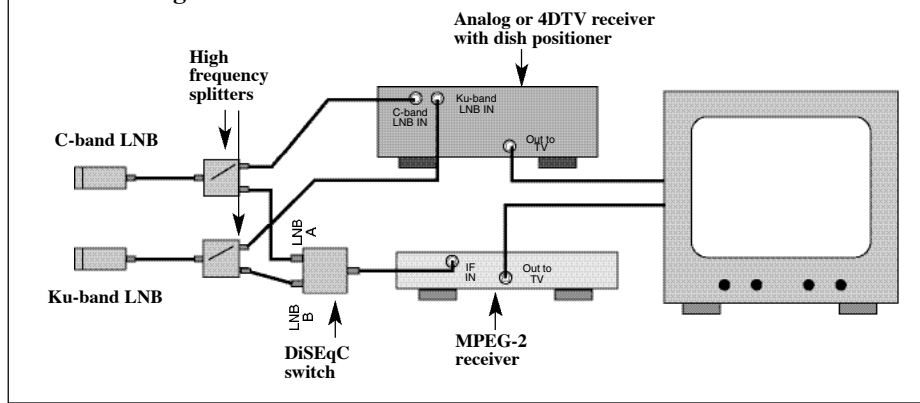 Analog or 4DTV receiver
with dish positioner
High
frequency
splitters
C-band
LNB IN
Ku-band
LNB IN
Out to
TV
C-band LNB
LNB
A
Ku-band LNB
LNB
B
IF
IN
Out to
TV
DiSEqC
switch
MPEG-2
receiver